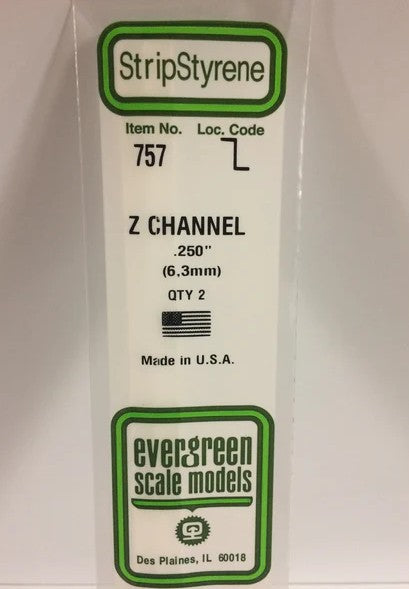 StripStyrene
Item No. Loc. Code
757
Z CHANNEL
.250"
(6,3mm)
QTY 2
Made in U.S.A.
evergreen
scale models
Des Plaines, IL 60018